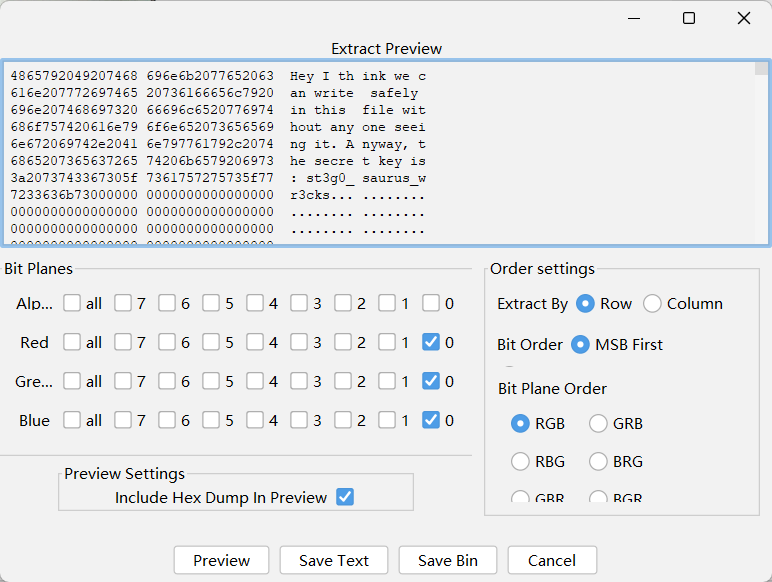 Extract Preview
4865792049207468 696e6b2077652063 Hey I th ink we c
616e207772697465 20736166656c7920 an write  safely
696e207468697320 66696c6520776974 in this  file wit
686f757420616e79 6f6e652073656569 hout any one seei
6e672069742e2041 6e797761792c2074 ng it. A nyway, t
6865207365637265 74206b6579206973 he secre t key is
3a2073743367305f 7361757275735f77 : st3g0_ saurus_w
7233636b73000000 0000000000000000 r3cks... ........
0000000000000000 0000000000000000 ........ ........
0000000000000000 0000000000000000 ........ ........
0000000000000000 0000000000000000
Bit Planes
Alp... all 7 6 5 4 3 2 1 0
Red all 7 6 5 4 3 2 1 0
Gre... all 7 6 5 4 3 2 1 0
Blue all 7 6 5 4 3 2 1 0
Preview Settings
Include Hex Dump In Preview
Order settings
Extract By Row Column
Bit Order MSB First
Bit Plane Order
RGB GRB
RBG BRG
GBR BGR
Preview Save Text Save Bin Cancel